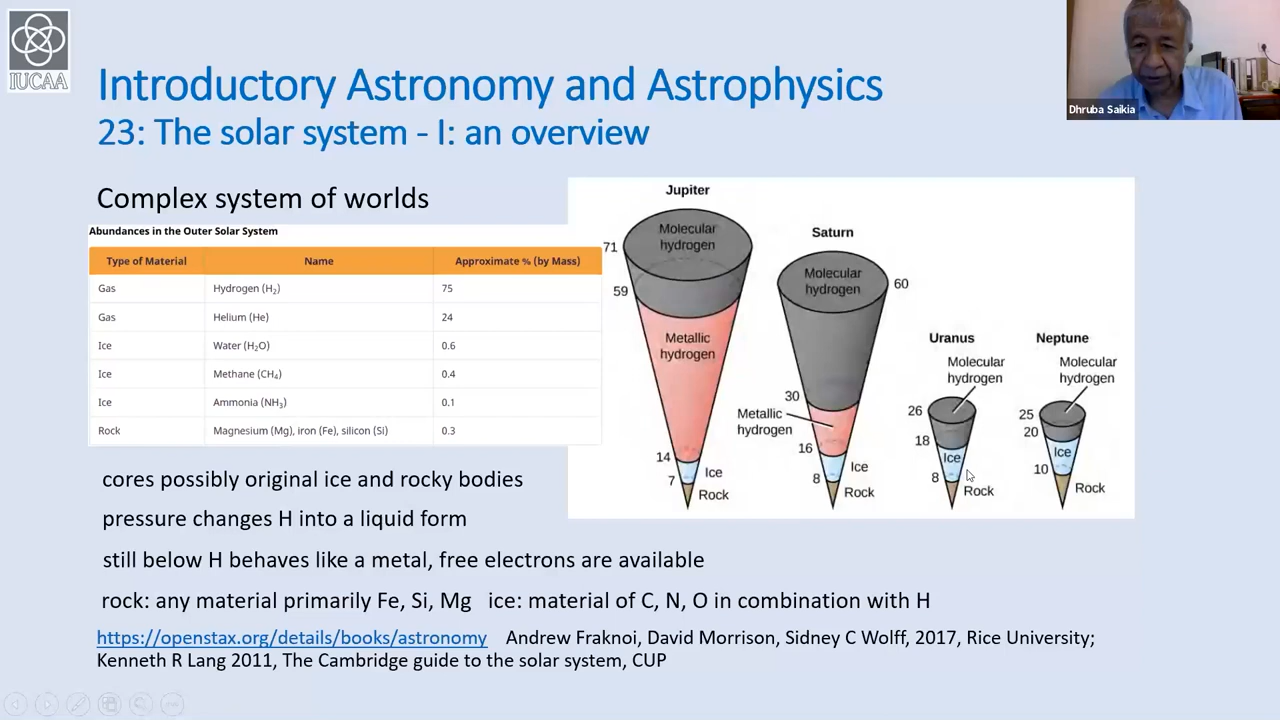 IUCAA
Introductory Astronomy and Astrophysics
23: The solar system - I: an overview
Dhruba Saikia
Complex system of worlds
Abundances in the Outer Solar System
Type of Material Name Approximate % (by Mass)
Gas Hydrogen (H₂) 75
Gas Helium (He) 24
Ice Water (H₂O) 0.6
Ice Methane (CH₄) 0.4
Ice Ammonia (NH₃) 0.1
Rock Magnesium (Mg), iron (Fe), silicon (Si) 0.3
Jupiter
Molecular
hydrogen
71
59
Metallic
hydrogen
14
Ice
7
Rock
Saturn
Molecular
hydrogen
60
30
Metallic
hydrogen
16
Ice
8
Rock
Uranus
Molecular
hydrogen
26
18
Ice
8
Rock
Neptune
Molecular
hydrogen
25
20
Ice
10
Rock
cores possibly original ice and rocky bodies
pressure changes H into a liquid form
still below H behaves like a metal, free electrons are available
rock: any material primarily Fe, Si, Mg ice: material of C, N, O in combination with H
https://openstax.org/details/books/astronomy Andrew Fraknoi, David Morrison, Sidney C Wolff, 2017, Rice University;
Kenneth R Lang 2011, The Cambridge guide to the solar system, CUP